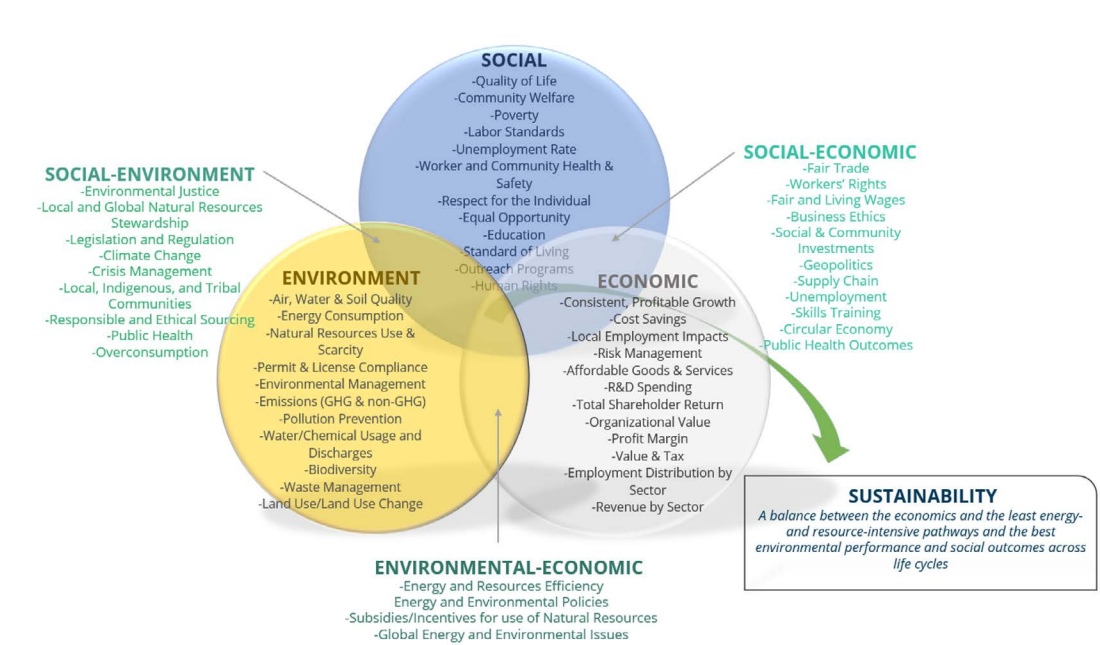 SOCIAL
-Quality of Life
-Community Welfare
-Poverty
-Labor Standards
-Unemployment Rate
-Worker and Community Health &
Safety
-Respect for the Individual
-Equal Opportunity
-Education
-Standard of Living
-Outreach Programs
-Human Rights
SOCIAL-ENVIRONMENT
-Environmental Justice
-Local and Global Natural Resources
Stewardship
-Legislation and Regulation
-Climate Change
-Crisis Management
-Local, Indigenous, and Tribal
Communities
-Responsible and Ethical Sourcing
-Public Health
-Overconsumption
SOCIAL-ECONOMIC
-Fair Trade
-Workers' Rights
-Fair and Living Wages
-Business Ethics
-Social & Community
Investments
-Geopolitics
-Supply Chain
-Unemployment
-Skills Training
-Circular Economy
-Public Health Outcomes
ENVIRONMENT
-Air, Water & Soil Quality
-Energy Consumption
-Natural Resources Use &
Scarcity
-Permit & License Compliance
-Environmental Management
-Emissions (GHG & non-GHG)
-Pollution Prevention
-Water/Chemical Usage and
Discharges
-Biodiversity
-Waste Management
-Land Use/Land Use Change
ECONOMIC
-Consistent, Profitable Growth
-Cost Savings
-Local Employment Impacts
-Risk Management
-Affordable Goods & Services
-R&D Spending
-Total Shareholder Return
-Organizational Value
-Profit Margin
-Value & Tax
-Employment Distribution by
Sector
-Revenue by Sector
SUSTAINABILITY
A balance between the economics and the least energy-
and resource-intensive pathways and the best
environmental performance and social outcomes across
life cycles
ENVIRONMENTAL-ECONOMIC
-Energy and Resources Efficiency
Energy and Environmental Policies
-Subsidies/Incentives for use of Natural Resources
-Global Energy and Environmental Issues